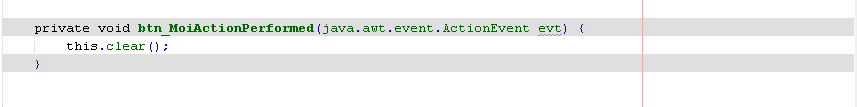 private void btn_MoiActionPerformed(java.awt.event.ActionEvent evt) {
    this.clear();
}